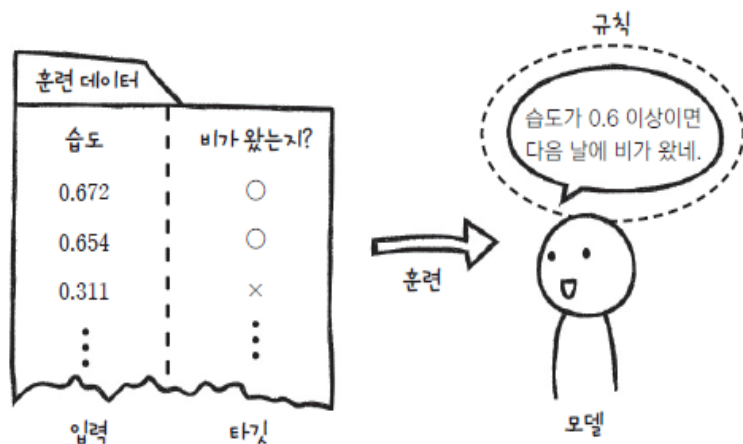 규칙
훈련 데이터
습도가 0.6 이상이면
다음 날에 비가 왔네.
습도 비가 왔는지?
0.672 ○
0.654 ○
0.311 ×
훈련
입력 타깃
모델